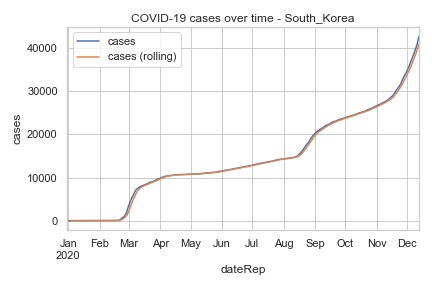 COVID-19 cases over time - South_Korea
cases
cases (rolling)
cases
40000
30000
20000
10000
0
Jan Feb Mar Apr May Jun Jul Aug Sep Oct Nov Dec
2020
dateRep